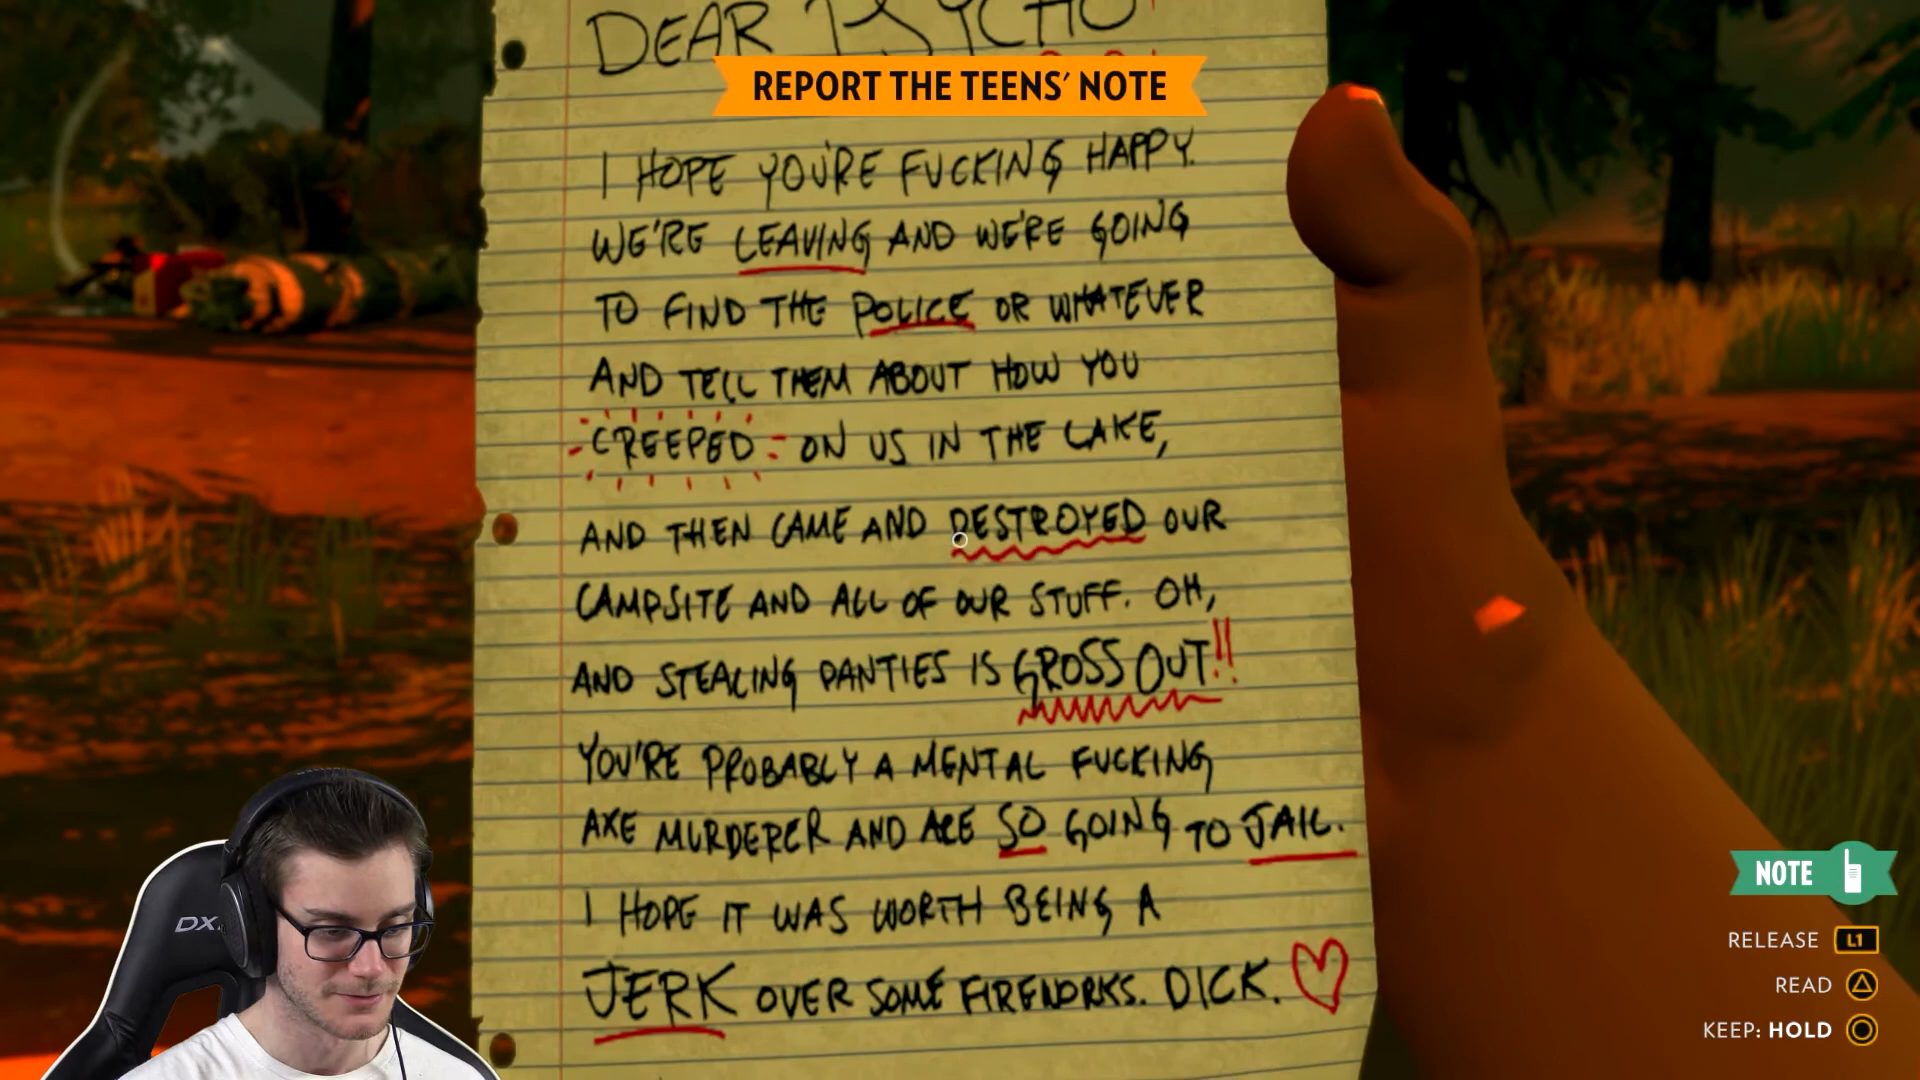 DEAR PSYCHO!
REPORT THE TEENS' NOTE
I HOPE YOU'RE FUCKING HAPPY.
WE'RE LEAVING AND WE'RE GOING
TO FIND THE POLICE OR WHATEVER
AND TELL THEM ABOUT HOW YOU
CREEPED ON US IN THE LAKE,
AND THEN CAME AND DESTROYED OUR
CAMPSITE AND ALL OF OUR STUFF. OH,
AND STEALING PANTIES IS GROSS OUT!!
YOU'RE PROBABLY A MENTAL FUCKING
AXE MURDERER AND ARE SO GOING TO JAIL.
I HOPE IT WAS WORTH BEING A
JERK OVER SOME FIREWORKS. DICK.
NOTE
RELEASE L1
READ
KEEP: HOLD
DX